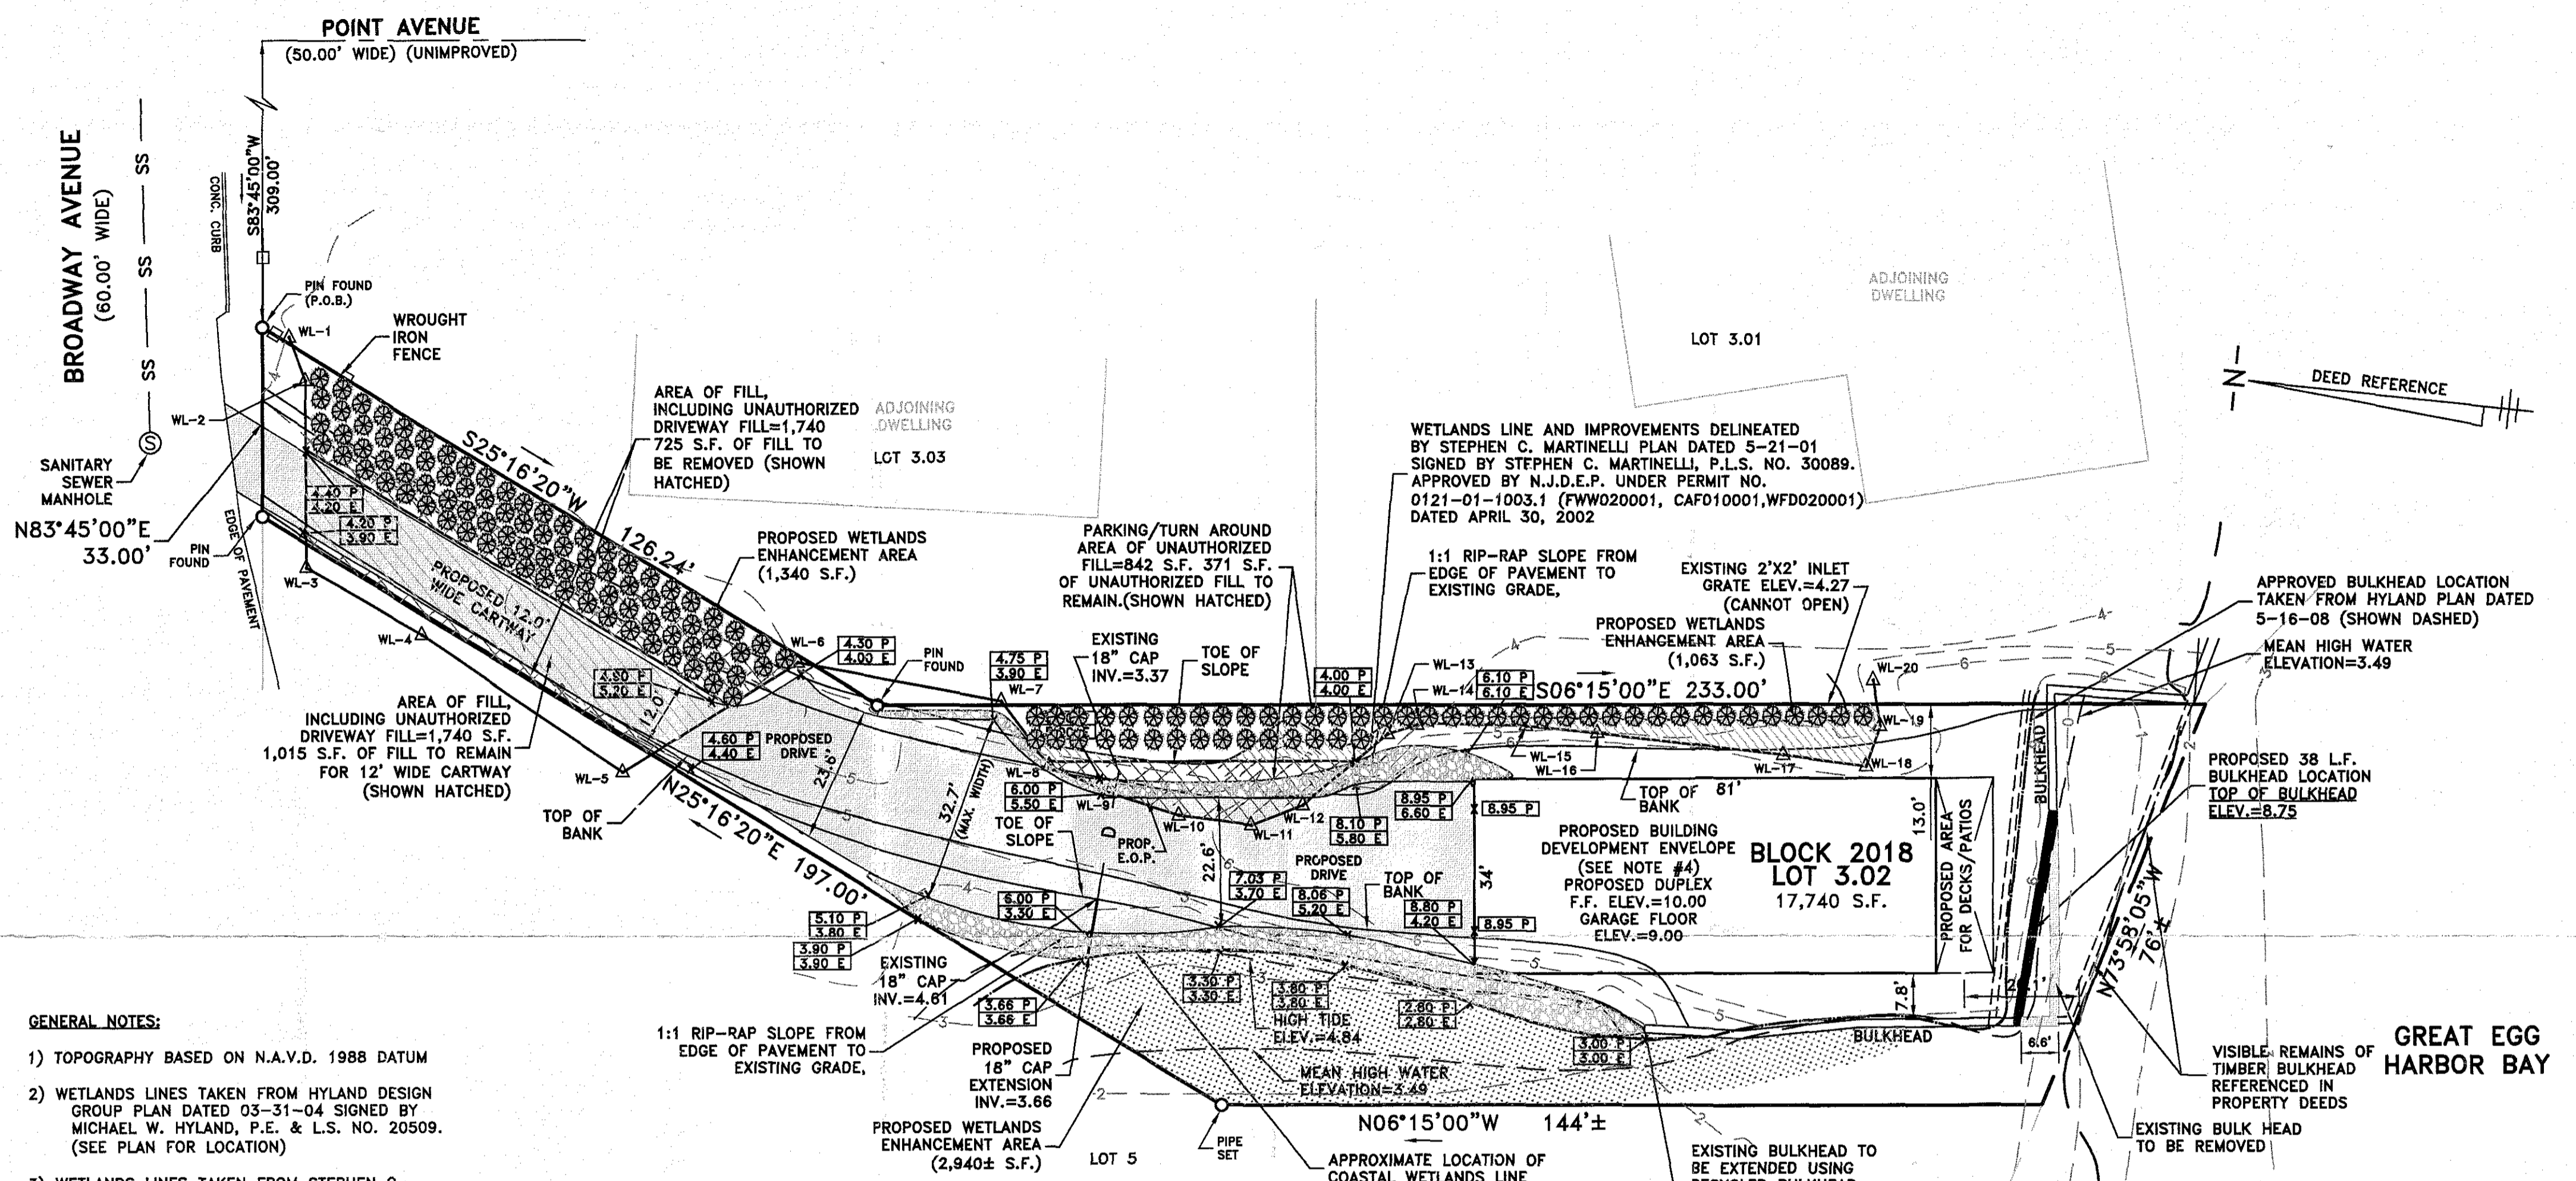 POINT AVENUE
(50.00' WIDE) (UNIMPROVED)
BROADWAY AVENUE
(60.00' WIDE)
SS
SS
SS
CONC. CURB
S83°45'00"W
309.00'
PIN FOUND
(P.O.B.)
WL-1
WROUGHT
IRON
FENCE
WL-2
SANITARY
SEWER
MANHOLE
S
N83°45'00"E
33.00'
PIN
FOUND
EDGE OF PAVEMENT
4
4.40 P
4.20 E
4.20 P
3.90 E
WL-3
WL-4
WL-5
WL-6
PROPOSED 12.0'
WIDE CARTWAY
S25°16'20"W
126.24'
AREA OF FILL,
INCLUDING UNAUTHORIZED
DRIVEWAY FILL=1,740
725 S.F. OF FILL TO
BE REMOVED (SHOWN
HATCHED)
ADJOINING
DWELLING
LOT 3.03
PROPOSED WETLANDS
ENHANCEMENT AREA
(1,340 S.F.)
AREA OF FILL,
INCLUDING UNAUTHORIZED
DRIVEWAY FILL=1,740 S.F.
1,015 S.F. OF FILL TO REMAIN
FOR 12' WIDE CARTWAY
(SHOWN HATCHED)
5.20 E
12.0'
4.60 P
4.40 E
PROPOSED
DRIVE
4.30 P
4.00 E
PIN
FOUND
TOP OF
BANK
N25°16'20"E 197.00'
23.6'
32.7'
(MAX. WIDTH)
4.75 P
3.90 E
WL-7
PARKING/TURN AROUND
AREA OF UNAUTHORIZED
FILL=842 S.F. 371 S.F.
OF UNAUTHORIZED FILL TO
REMAIN.(SHOWN HATCHED)
EXISTING
18" CAP
INV.=3.37
TOE OF
SLOPE
WETLANDS LINE AND IMPROVEMENTS DELINEATED
BY STEPHEN C. MARTINELLI PLAN DATED 5-21-01
SIGNED BY STEPHEN C. MARTINELLI, P.L.S. NO. 30089.
APPROVED BY N.J.D.E.P. UNDER PERMIT NO.
0121-01-1003.1 (FWW020001, CAF010001,WFD020001)
DATED APRIL 30, 2002
1:1 RIP-RAP SLOPE FROM
EDGE OF PAVEMENT TO
EXISTING GRADE,
EXISTING 2'X2' INLET
GRATE ELEV.=4.27
(CANNOT OPEN)
PROPOSED WETLANDS
ENHANCEMENT AREA
(1,063 S.F.)
4.00 P
4.00 E
WL-13
WL-14
6.10 P
6.10 E
S06°15'00"E 233.00'
LOT 3.01
ADJOINING
DWELLING
N
DEED REFERENCE
WL-20
WL-19
WL-18
WL-17
WL-16
WL-15
WL-8
WL-9
WL-10
WL-11
WL-12
6.00 P
5.50 E
TOE OF
SLOPE
D
PROP.
E.O.P.
22.6'
8.10 P
5.80 E
8.95 P
6.60 E
8.95 P
TOP OF
BANK
81'
34'
PROPOSED BUILDING
DEVELOPMENT ENVELOPE
(SEE NOTE #4)
PROPOSED DUPLEX
F.F. ELEV.=10.00
GARAGE FLOOR
ELEV.=9.00
BLOCK 2018
LOT 3.02
17,740 S.F.
13.0'
PROPOSED AREA
FOR DECKS/PATIOS
BULKHEAD
APPROVED BULKHEAD LOCATION
TAKEN FROM HYLAND PLAN DATED
5-16-08 (SHOWN DASHED)
MEAN HIGH WATER
ELEVATION=3.49
PROPOSED 38 L.F.
BULKHEAD LOCATION
TOP OF BULKHEAD
ELEV.=8.75
N73°58'05"W
76'±
PROPOSED
DRIVE
7.03 P
3.70 E
8.06 P
5.20 E
TOP OF
BANK
8.80 P
4.20 E
8.95 P
6.00 P
3.30 E
5.10 P
3.80 E
3.90 P
3.90 E
EXISTING
18" CAP
INV.=4.61
3.66 P
3.66 E
3.30 P
3.30 E
3.80 P
3.80 E
HIGH TIDE
ELEV.=4.84
2.80 P
2.80 E
3.00 P
3.00 E
7.8'
BULKHEAD
6.6'
1:1 RIP-RAP SLOPE FROM
EDGE OF PAVEMENT TO
EXISTING GRADE,
PROPOSED
18" CAP
EXTENSION
INV.=3.66
MEAN HIGH WATER
ELEVATION=3.49
PROPOSED WETLANDS
ENHANCEMENT AREA
(2,940± S.F.)
LOT 5
PIPE
SET
N06°15'00"W 144'±
APPROXIMATE LOCATION OF
COASTAL WETLANDS LINE
EXISTING BULKHEAD TO
BE EXTENDED USING
VISIBLE REMAINS OF
TIMBER BULKHEAD
REFERENCED IN
PROPERTY DEEDS
GREAT EGG
HARBOR BAY
EXISTING BULK HEAD
TO BE REMOVED
GENERAL NOTES:
1) TOPOGRAPHY BASED ON N.A.V.D. 1988 DATUM
2) WETLANDS LINES TAKEN FROM HYLAND DESIGN
GROUP PLAN DATED 03-31-04 SIGNED BY
MICHAEL W. HYLAND, P.E. & L.S. NO. 20509.
(SEE PLAN FOR LOCATION)